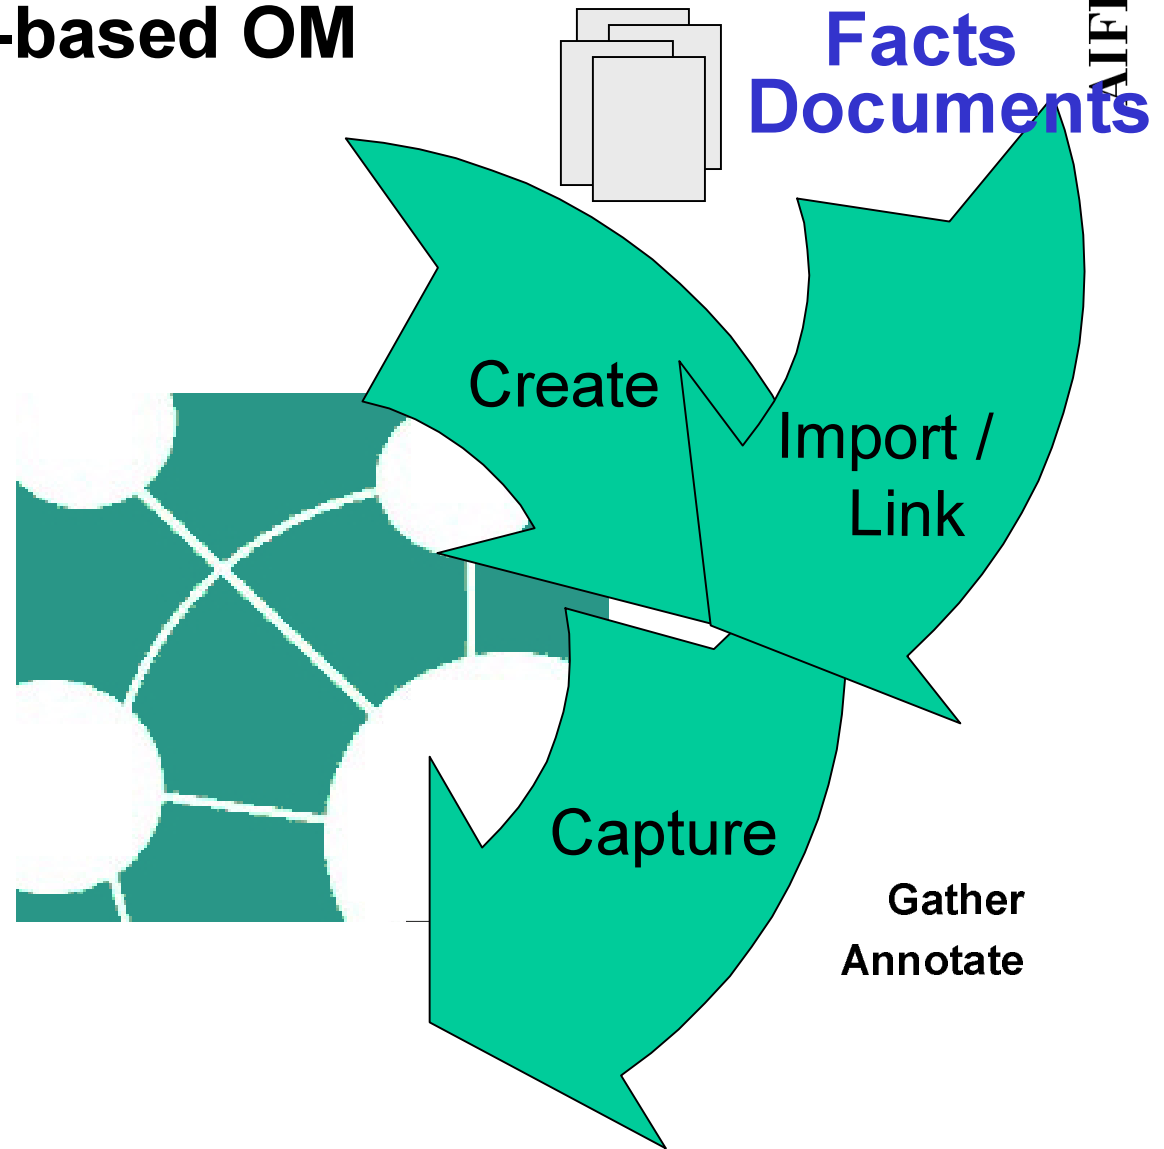 -based OM
Facts
Documents
Create
Import /
Link
Capture
Gather
Annotate